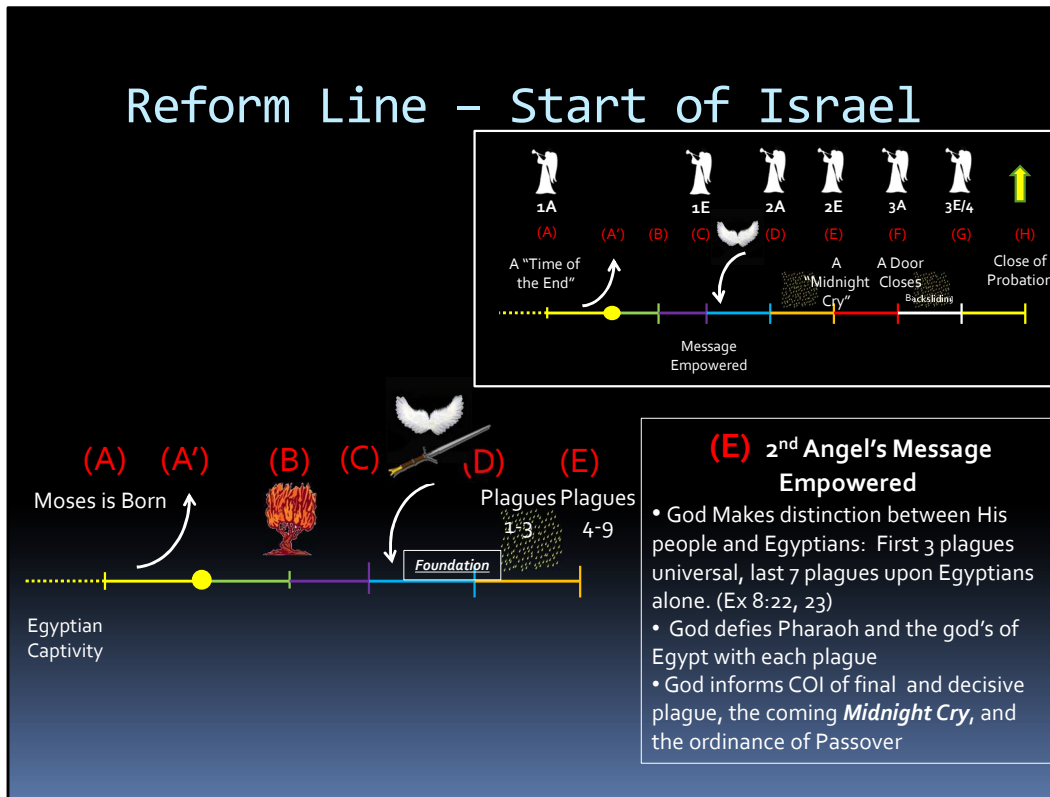 Reform Line – Start of Israel
1A 1E 2A 2E 3A 3E/4
(A) (A’) (B) (C) (D) (E) (F) (G) (H)
A “Time of
the End”
A
“Midnight
Cry”
A Door
Closes
Backsliding
Close of
Probation
Message
Empowered
(A) (A’) (B) (C) (D) (E)
Moses is Born
Plagues
1-3
Plagues
4-9
Foundation
Egyptian
Captivity
(E) 2nd Angel’s Message
Empowered
• God Makes distinction between His
people and Egyptians: First 3 plagues
universal, last 7 plagues upon Egyptians
alone. (Ex 8:22, 23)
• God defies Pharaoh and the god’s of
Egypt with each plague
• God informs COI of final and decisive
plague, the coming Midnight Cry, and
the ordinance of Passover